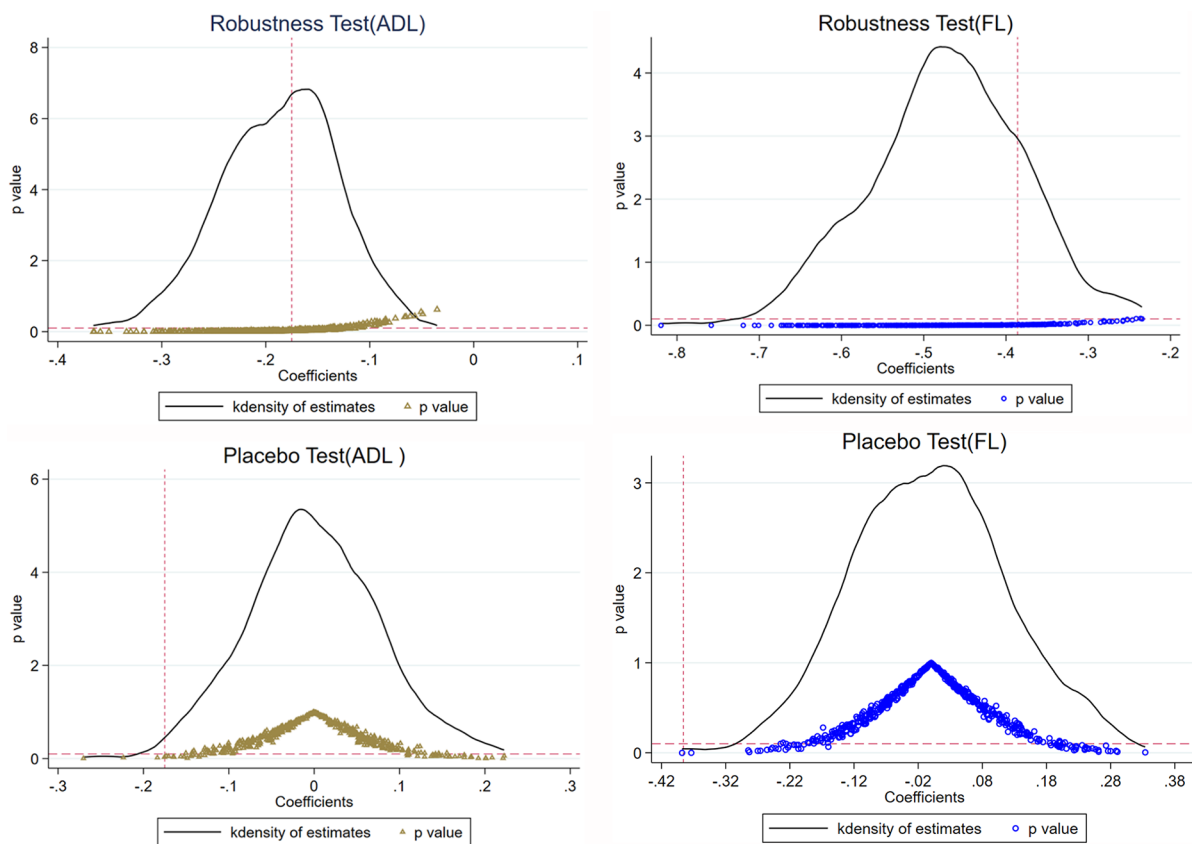 Robustness Test(ADL)
8
6
4
2
0
p value
-.4 -.3 -.2 -.1 0 .1
Coefficients
kdensity of estimates p value
Robustness Test(FL)
4
3
2
1
0
p value
-.8 -.7 -.6 -.5 -.4 -.3 -.2
Coefficients
kdensity of estimates p value
Placebo Test(ADL )
6
4
2
0
p value
-.3 -.2 -.1 0 .1 .2 .3
Coefficients
kdensity of estimates p value
Placebo Test(FL)
3
2
1
0
p value
-.42 -.32 -.22 -.12 -.02 .08 .18 .28 .38
Coefficients
kdensity of estimates p value